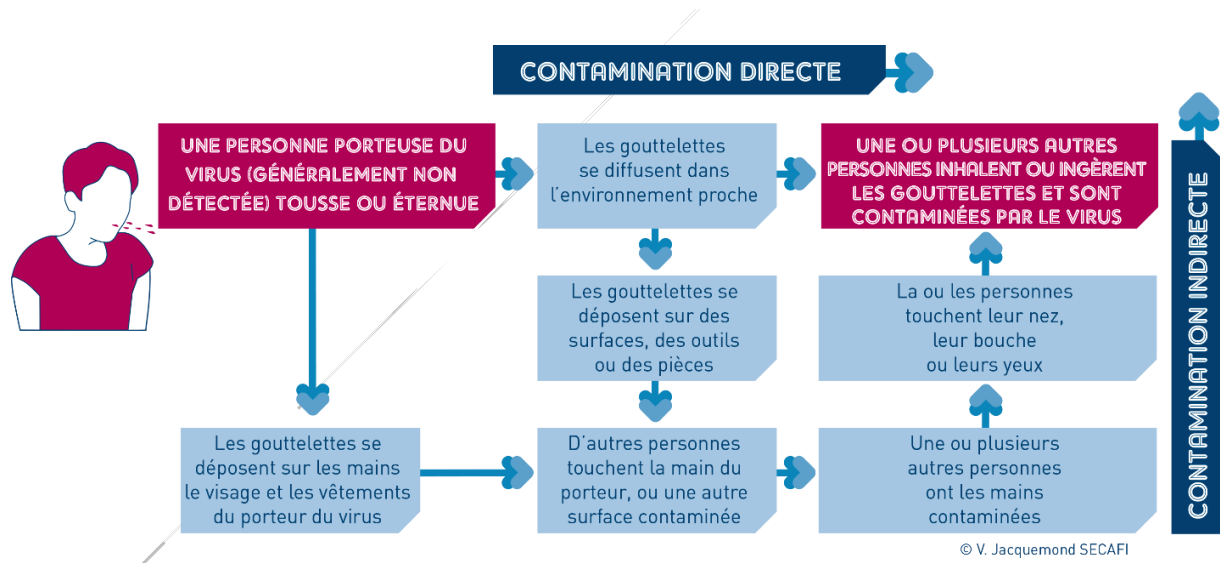 CONTAMINATION DIRECTE
UNE PERSONNE PORTEUSE DU
VIRUS (GÉNÉRALEMENT NON
DÉTECTÉE) TOUSSE OU ÉTERNUE
Les gouttelettes
se diffusent dans
l'environnement proche
UNE OU PLUSIEURS AUTRES
PERSONNES INHALENT OU INGÈRENT
LES GOUTTELETTES ET SONT
CONTAMINÉES PAR LE VIRUS
Les gouttelettes se
déposent sur des
surfaces, des outils
ou des pièces
La ou les personnes
touchent leur nez,
leur bouche
ou leurs yeux
Les gouttelettes se
déposent sur les mains
le visage et les vêtements
du porteur du virus
D'autres personnes
touchent la main du
porteur, ou une autre
surface contaminée
Une ou plusieurs
autres personnes
ont les mains
contaminées
CONTAMINATION INDIRECTE
© V. Jacquemond SECAFI